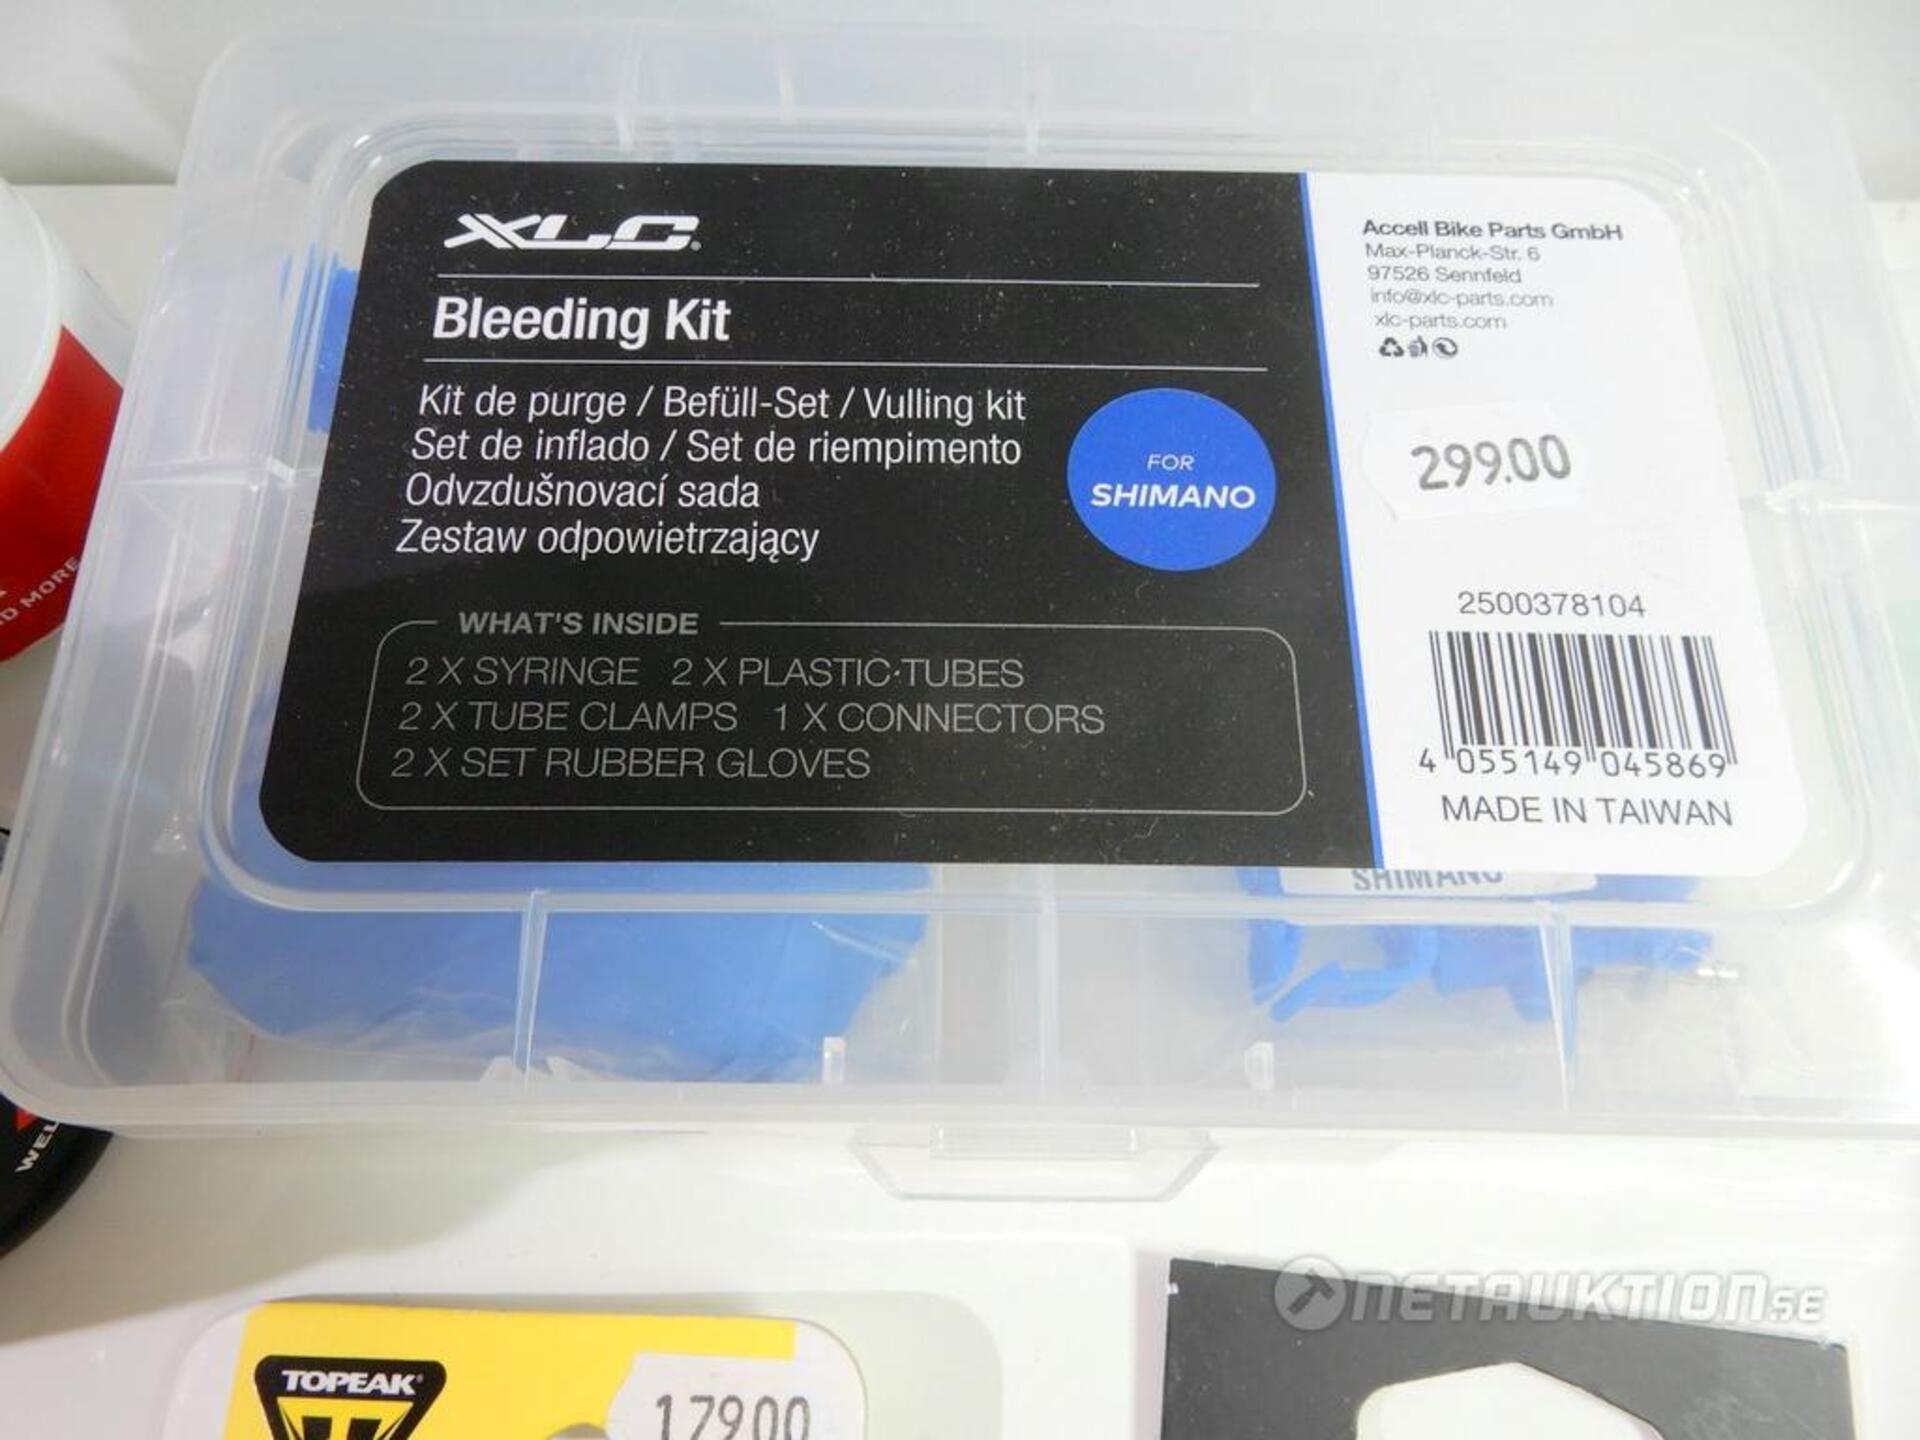 XLC
Bleeding Kit
Kit de purge / Befüll-Set / Vulling kit
Set de inflado / Set de riempimento
Odvzdušnovací sada
Zestaw odpowietrzający
FOR
SHIMANO
WHAT'S INSIDE
2 X SYRINGE 2 X PLASTIC TUBES
2 X TUBE CLAMPS 1 X CONNECTORS
2 X SET RUBBER GLOVES
Accell Bike Parts GmbH
Max-Planck-Str. 6
97526 Sennfeld
info@xlc-parts.com
xlc-parts.com
299.00
2500378104
4 055149 045869
MADE IN TAIWAN
SHIMANO
MORE
TOPEAK
179.00
NETAUKTION.SE